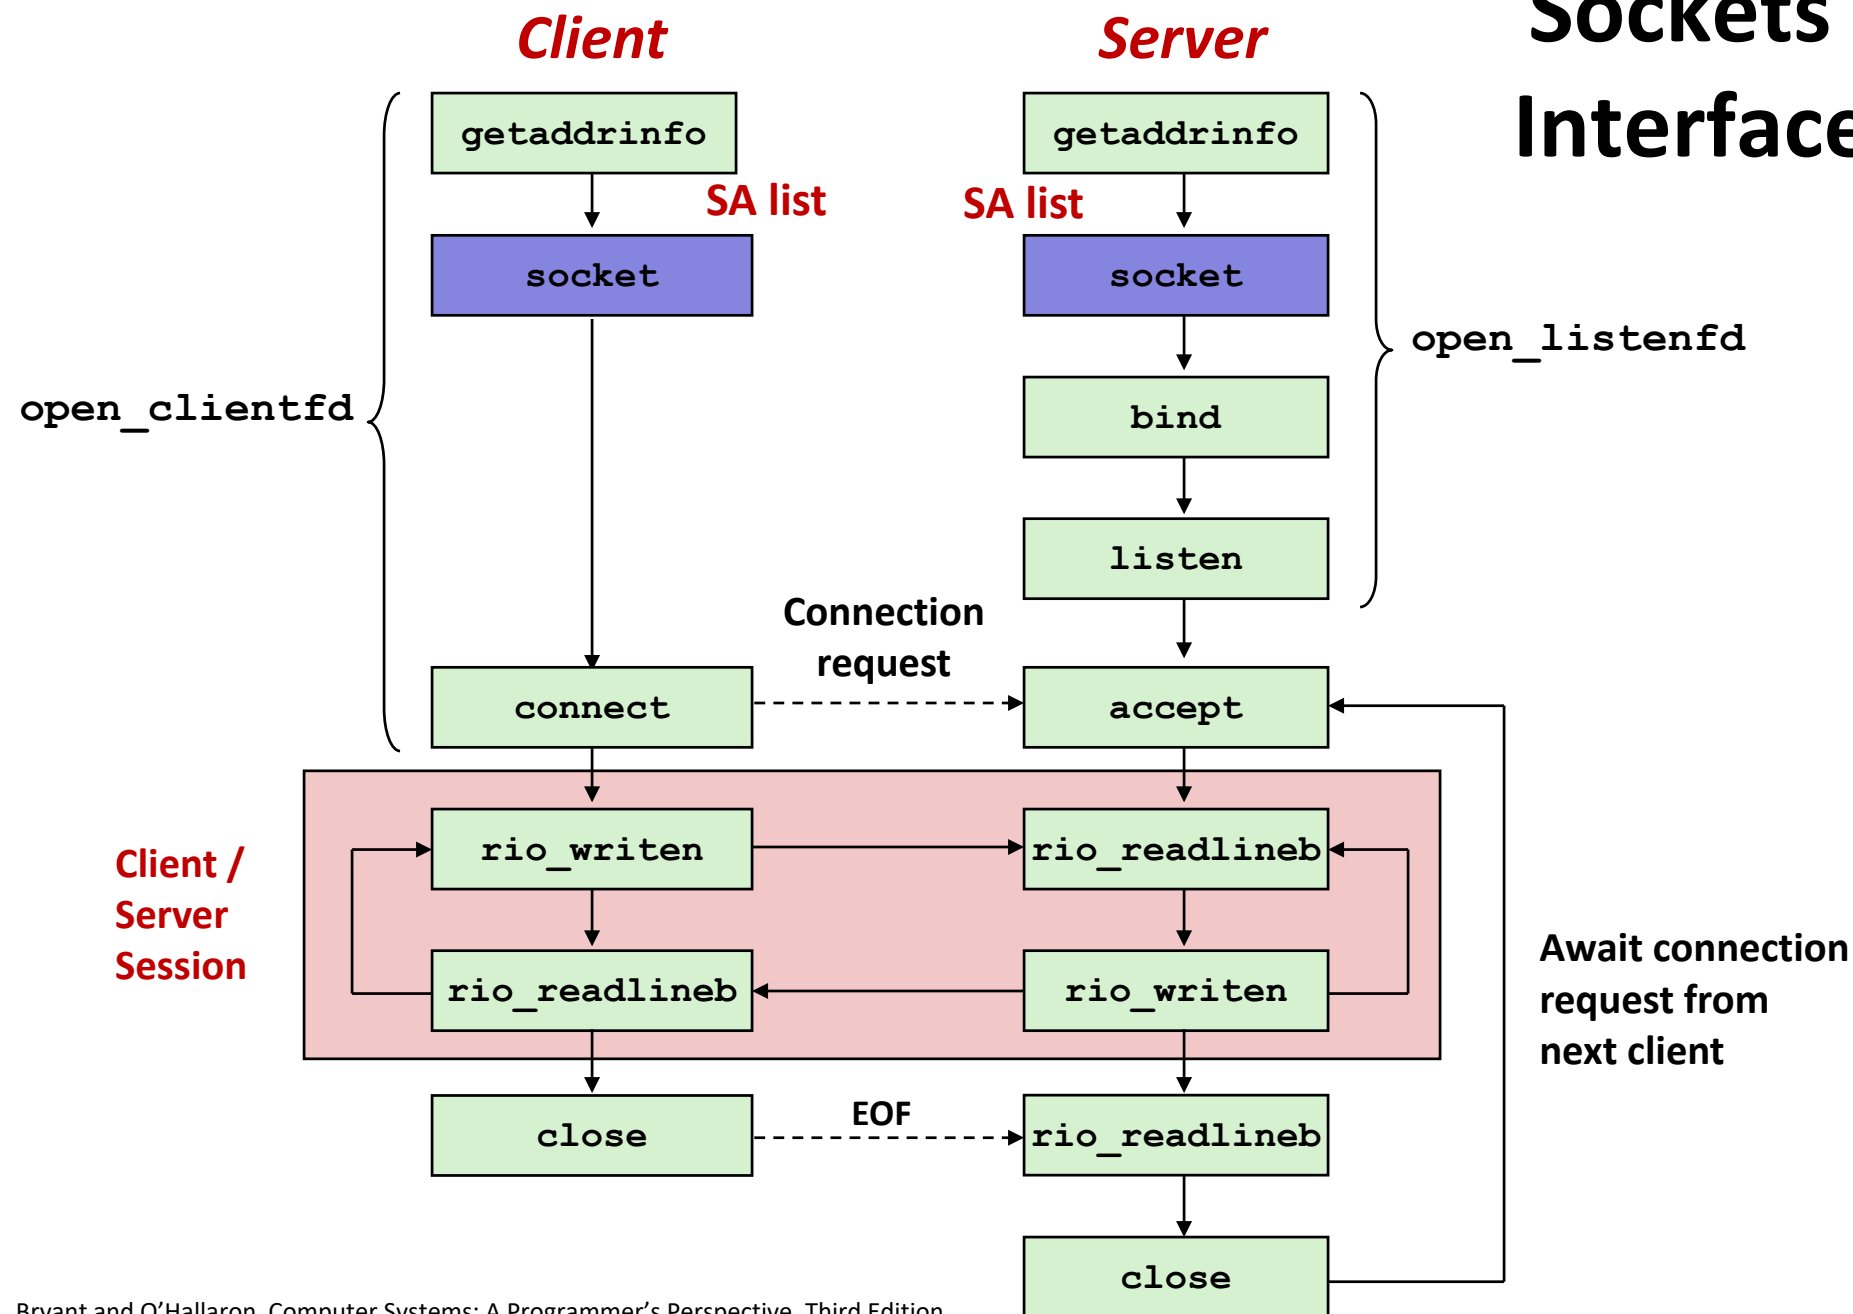 Client
Server
Sockets
Interface
getaddrinfo
getaddrinfo
SA list
SA list
socket
socket
open_listenfd
open_clientfd
bind
listen
Connection
request
connect
accept
Client /
Server
Session
rio_writen
rio_readlineb
rio_readlineb
rio_writen
Await connection
request from
next client
close
EOF
rio_readlineb
close
Bryant and O'Hallaron, Computer Systems: A Programmer's Perspective, Third Edition